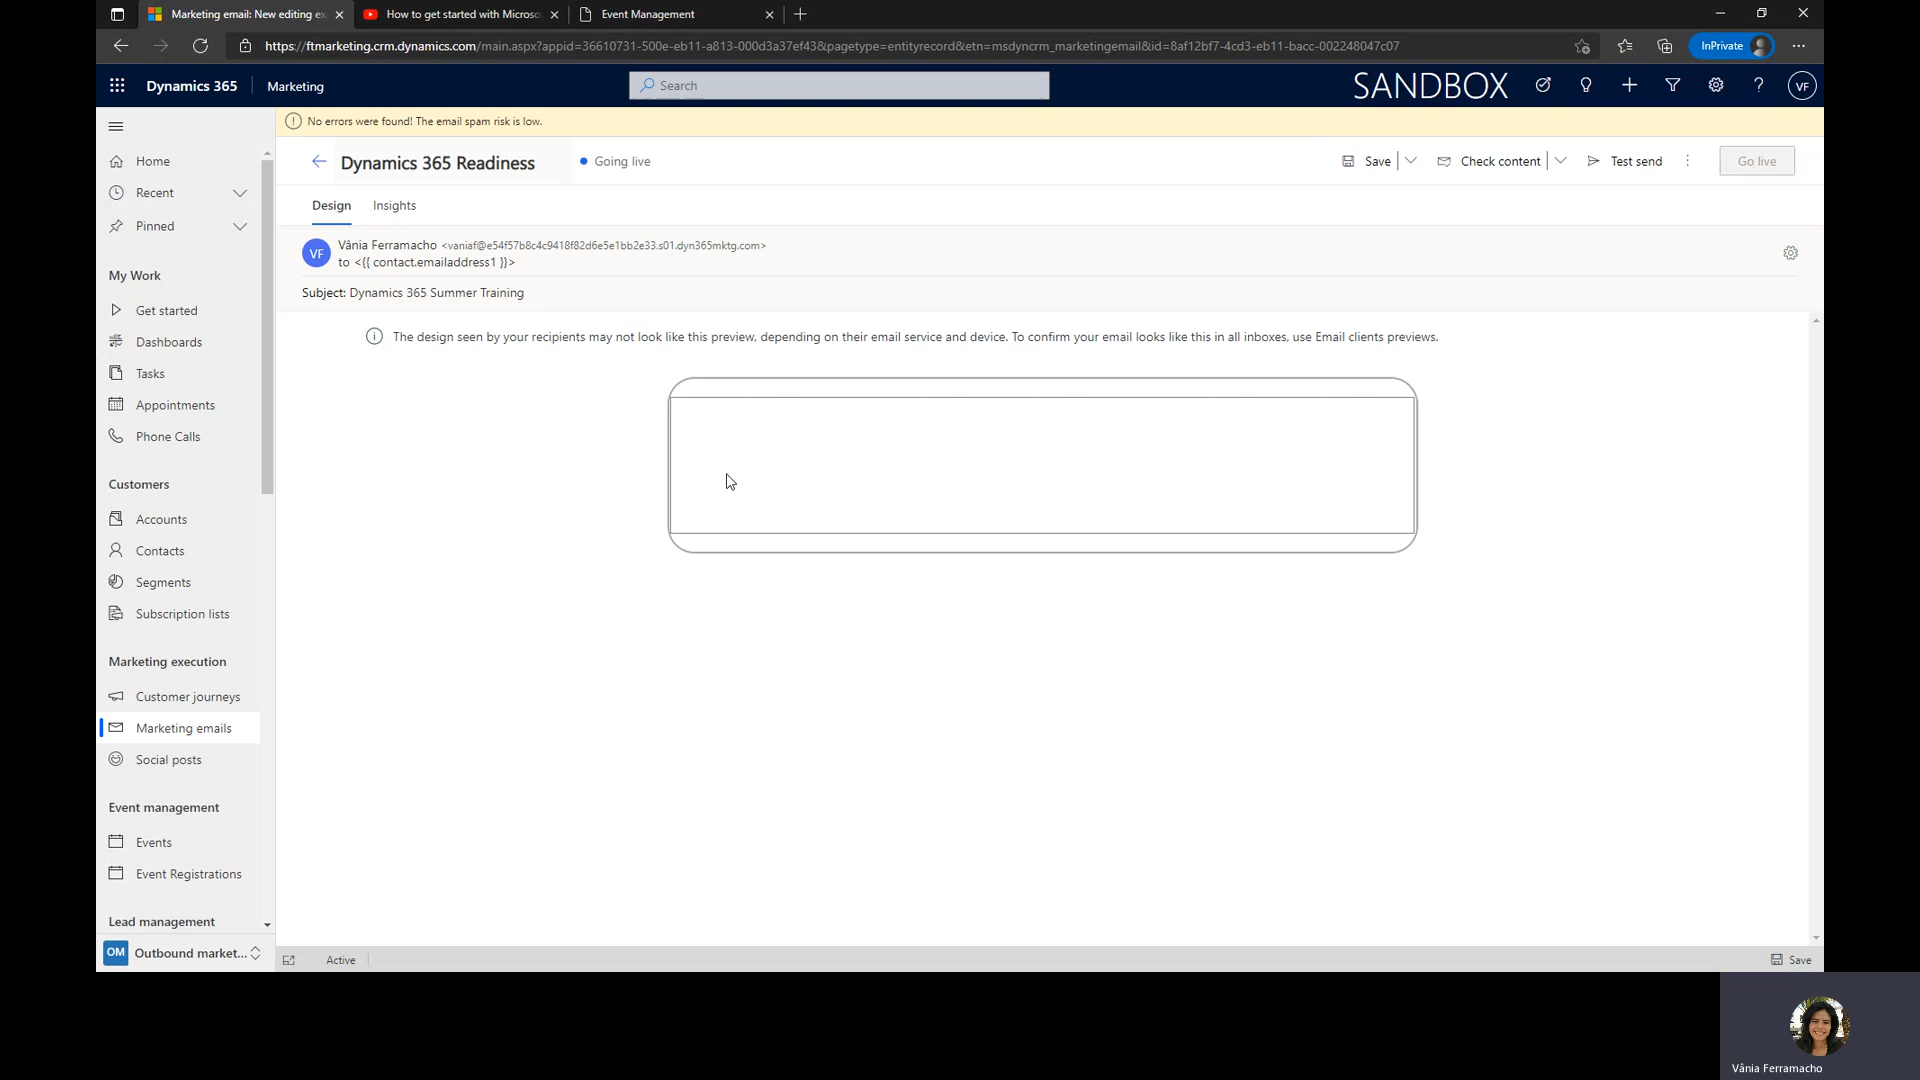 Marketing email: New editing ex
How to get started with Microso
Event Management
https://ftmarketing.crm.dynamics.com/main.aspx?appid=36610731-500e-eb11-a813-000d3a37ef43&pagetype=entityrecord&etn=msdyncrm_marketingemail&id=8af12bf7-4cd3-eb11-bacc-002248047c07
InPrivate
Dynamics 365
Marketing
Search
SANDBOX
VF
No errors were found! The email spam risk is low.
Dynamics 365 Readiness
Going live
Save
Check content
Test send
Go live
Design
Insights
VF
Vânia Ferramacho <vaniaf@e54f57b8c4c9418f82d6e5e1bb2e33.s01.dyn365mktg.com>
to <{{ contact.emailaddress1 }}>
Subject: Dynamics 365 Summer Training
The design seen by your recipients may not look like this preview, depending on their email service and device. To confirm your email looks like this in all inboxes, use Email clients previews.
Home
Recent
Pinned
My Work
Get started
Dashboards
Tasks
Appointments
Phone Calls
Customers
Accounts
Contacts
Segments
Subscription lists
Marketing execution
Customer journeys
Marketing emails
Social posts
Event management
Events
Event Registrations
Lead management
OM
Outbound market...
Active
Save
Vânia Ferramacho